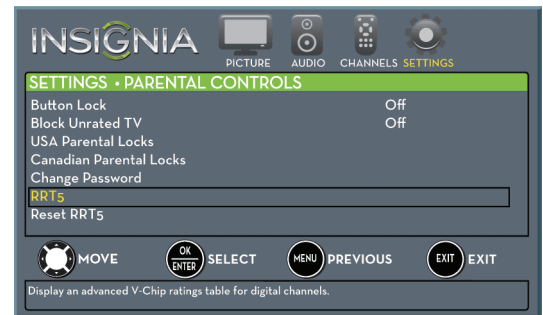 INSIGNIA
PICTURE AUDIO CHANNELS SETTINGS
SETTINGS • PARENTAL CONTROLS
Button Lock Off
Block Unrated TV Off
USA Parental Locks
Canadian Parental Locks
Change Password
RRT5
Reset RRT5
MOVE OK ENTER SELECT MENU PREVIOUS EXIT EXIT
Display an advanced V-Chip ratings table for digital channels.